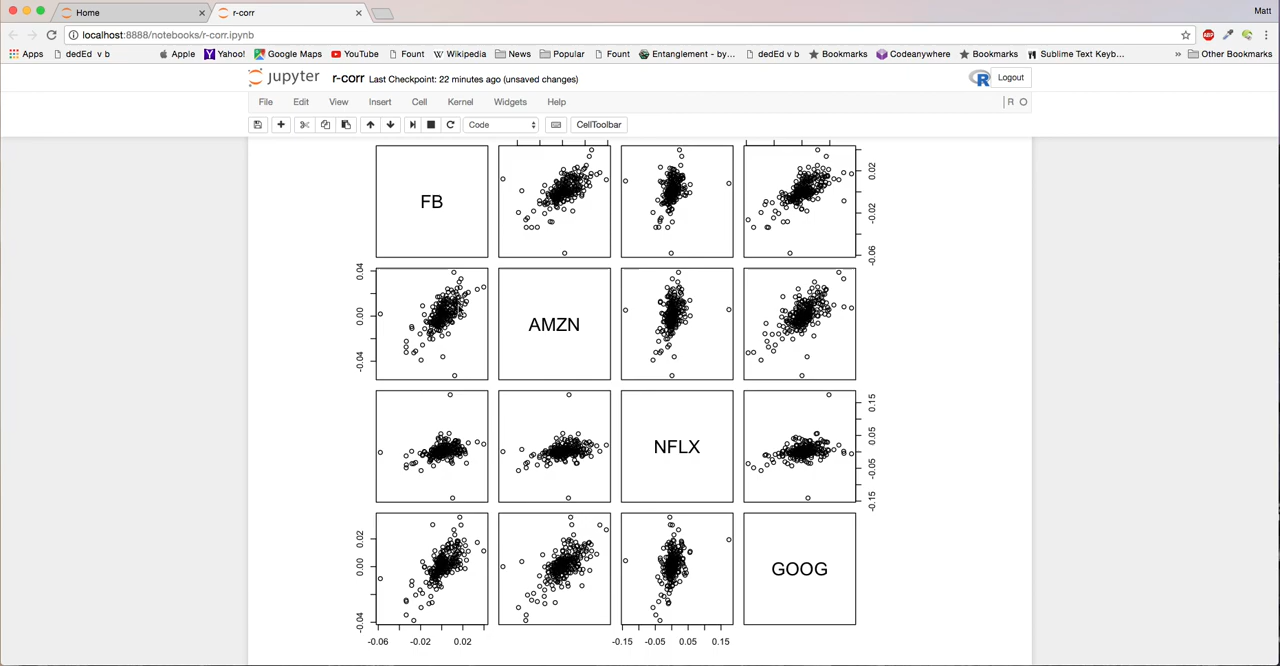 Home
r-corr
Matt
localhost:8888/notebooks/r-corr.ipynb
Apps dedEd v b Apple Yahoo! Google Maps YouTube Fount Wikipedia News Popular Fount Entanglement - by... dedEd v b Bookmarks Codeanywhere Bookmarks Sublime Text Keyb... » Other Bookmarks
jupyter r-corr Last Checkpoint: 22 minutes ago (unsaved changes) R Logout
File Edit View Insert Cell Kernel Widgets Help R
Code CellToolbar
FB
0.02
-0.02
-0.06
0.04
0.00
-0.04
AMZN
NFLX
0.15
0.05
-0.05
-0.15
0.02
0.00
-0.04
GOOG
-0.06 -0.02 0.02 -0.15 -0.05 0.05 0.15